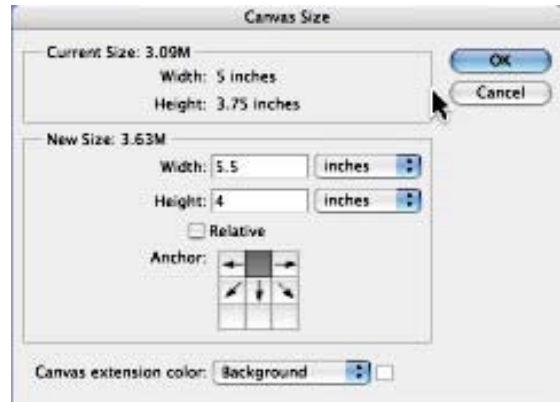 Canvas Size
Current Size: 3.09M
Width: 5 inches
Height: 3.75 inches
OK
Cancel
New Size: 3.63M
Width: 5.5 inches
Height: 4 inches
Relative
Anchor:
Canvas extension color: Background